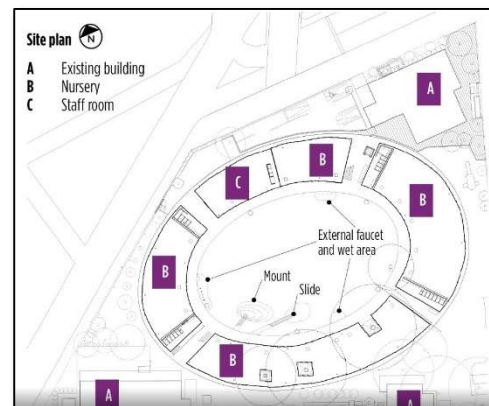 Site plan N
A Existing building
B Nursery
C Staff room
A
B
C
B
External faucet
and wet area
B
Mount
Slide
B
A
A